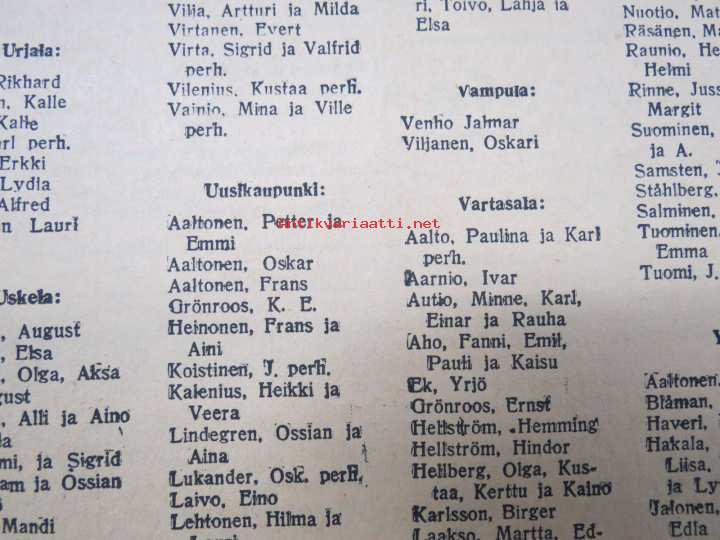 Urjala:
Rikhard
Kalle
Kalle
perh.
Erkki
Lydia
Alfred
Lauri
Uskela:
August
Elsa
Olga, Aksa
Alli ja Aino
ja Sigrid
ja Ossian
Mandi
Vilja, Artturi ja Milda
Virtanen, Evert
Virta, Sigrid ja Valfrid
perh.
Vilenius, Kustaa perh.
Vainio, Mina ja Ville
perh.
Uusikaupunki:
Aaltonen, Petter ja
antikvariaatti.net
Emmi
Aaltonen, Oskar
Aaltonen, Frans
Grönroos, K. E.
Heinonen, Frans ja
Aini
Koistinen, J. perh.
Kalenius, Heikki ja
Veera
Lindegren, Ossian ja
Aina
Lukander, Osk. perh.
Laivo, Eino
Lehtonen, Hilma ja
ri, Toivo, Lahja ja
Elsa
Vampula:
Venho Jalmar
Viljanen, Oskari
Vartasala:
Aalto, Paulina ja Karl
perh.
Aarnio, Ivar
Autio, Minne, Karl,
Einar ja Rauha
Aho, Fanni, Emil,
Pauli ja Kaisu
Ek, Yrjö
Grönroos, Ernst
Hellström, Hemming
Hellström, Hindor
Hellberg, Olga, Kus-
taa, Kerttu ja Kaino
Karlsson, Birger
Laakso, Martta, Ed-
Nuotio, Mat
Räsänen, Ma
Raunio, He
Helmi
Rinne, Juss
Margit
Suominen,
ja A.
Samsten,
Ståhlberg,
Salminen,
Tuominen,
Emma
Tuomi, J.
Aaltonen,
Blåman,
Haveri,
Hakala,
Liisa,
ja Ly
Jalonen,
Edla